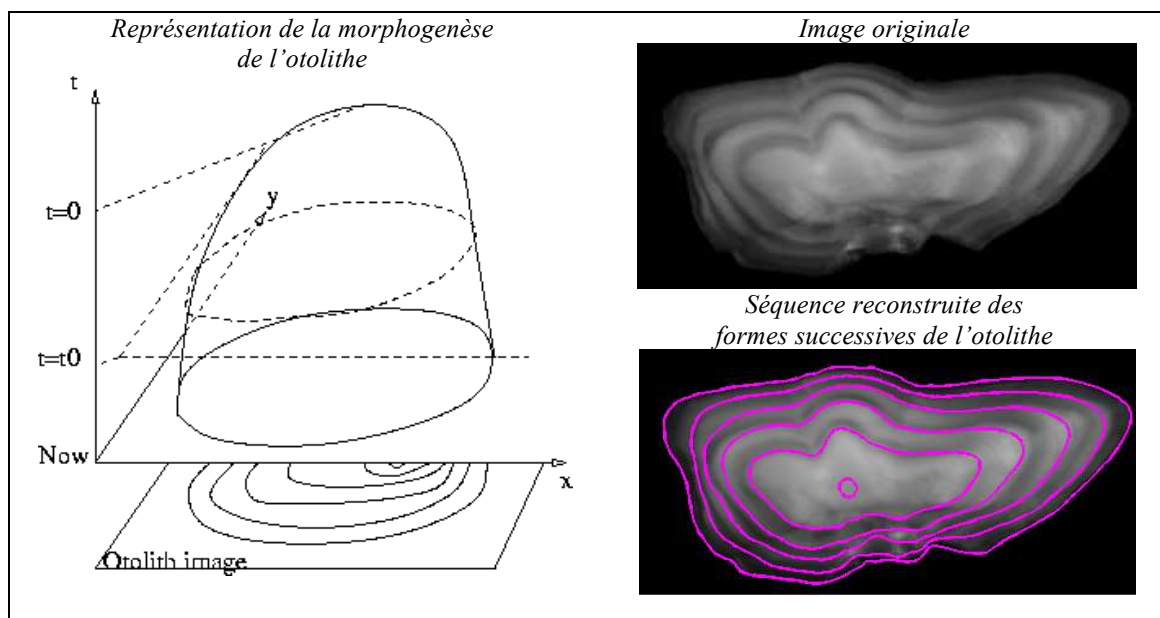 Représentation de la morphogenèse
de l'otolithe
t
t=0
y
t=t0
Now
x
Otolith image
Image originale
Séquence reconstruite des
formes successives de l'otolithe